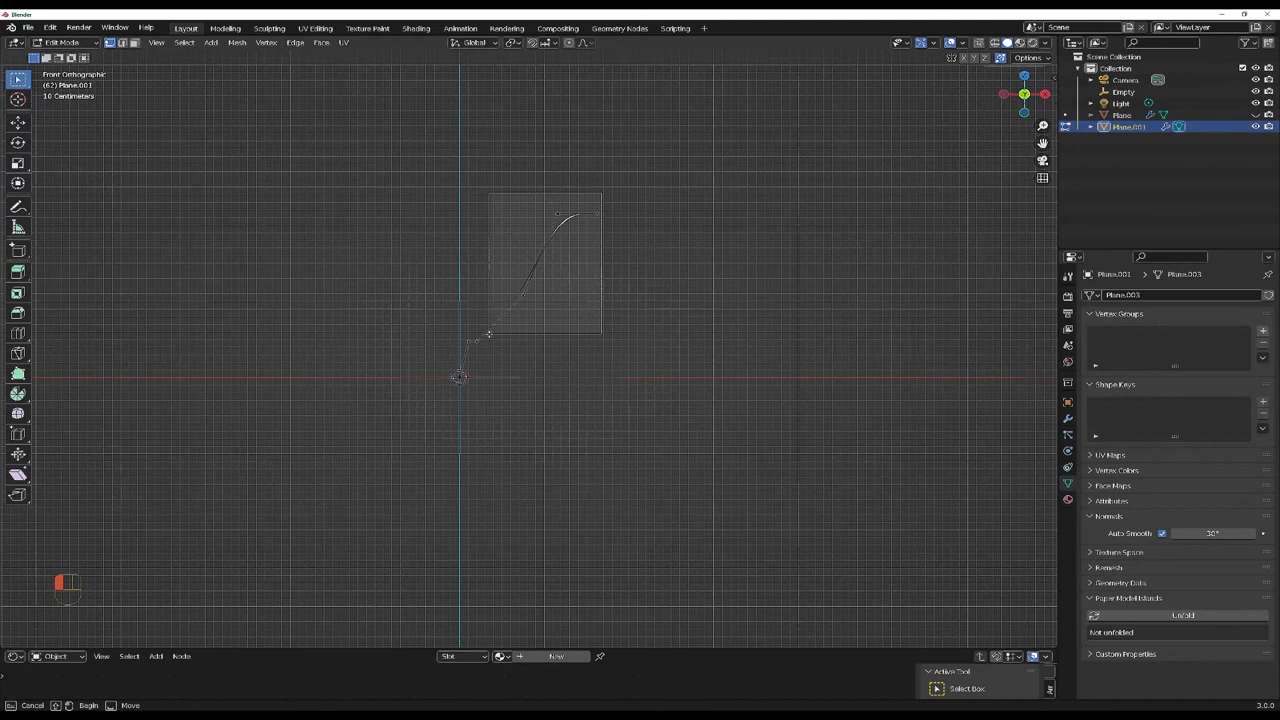 Blender
File Edit Render Window Help Layout Modeling Sculpting UV Editing Texture Paint Shading Animation Rendering Compositing Geometry Nodes Scripting + Scene ViewLayer
Edit Mode View Select Add Mesh Vertex Edge Face UV Global
X Y Z Options
Front Orthographic
(62) Plane.001
10 Centimeters
Scene Collection
Collection
Camera
Empty
Light
Plane
Plane.001
Plane.001 > Plane.003
Plane.003
Vertex Groups
Shape Keys
UV Maps
Vertex Colors
Face Maps
Attributes
Normals
Auto Smooth 30°
Texture Space
Remesh
Geometry Data
Paper Model Islands
Unfold
Not unfolded
Custom Properties
Object View Select Add Node Slot + New
Active Tool
Select Box
Cancel Begin Move 3.0.0